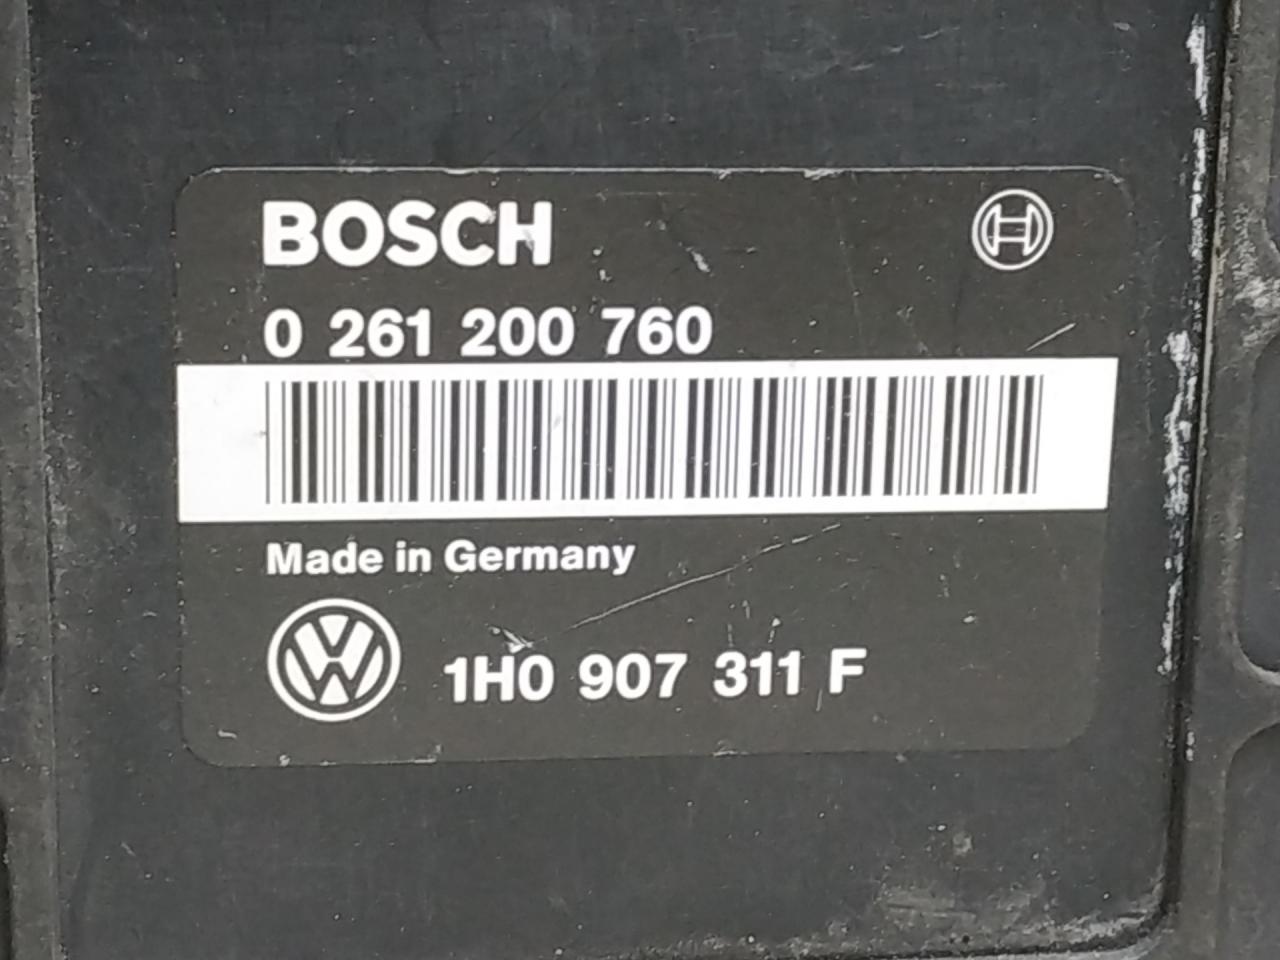 BOSCH
0 261 200 760
Made in Germany
1H0 907 311 F